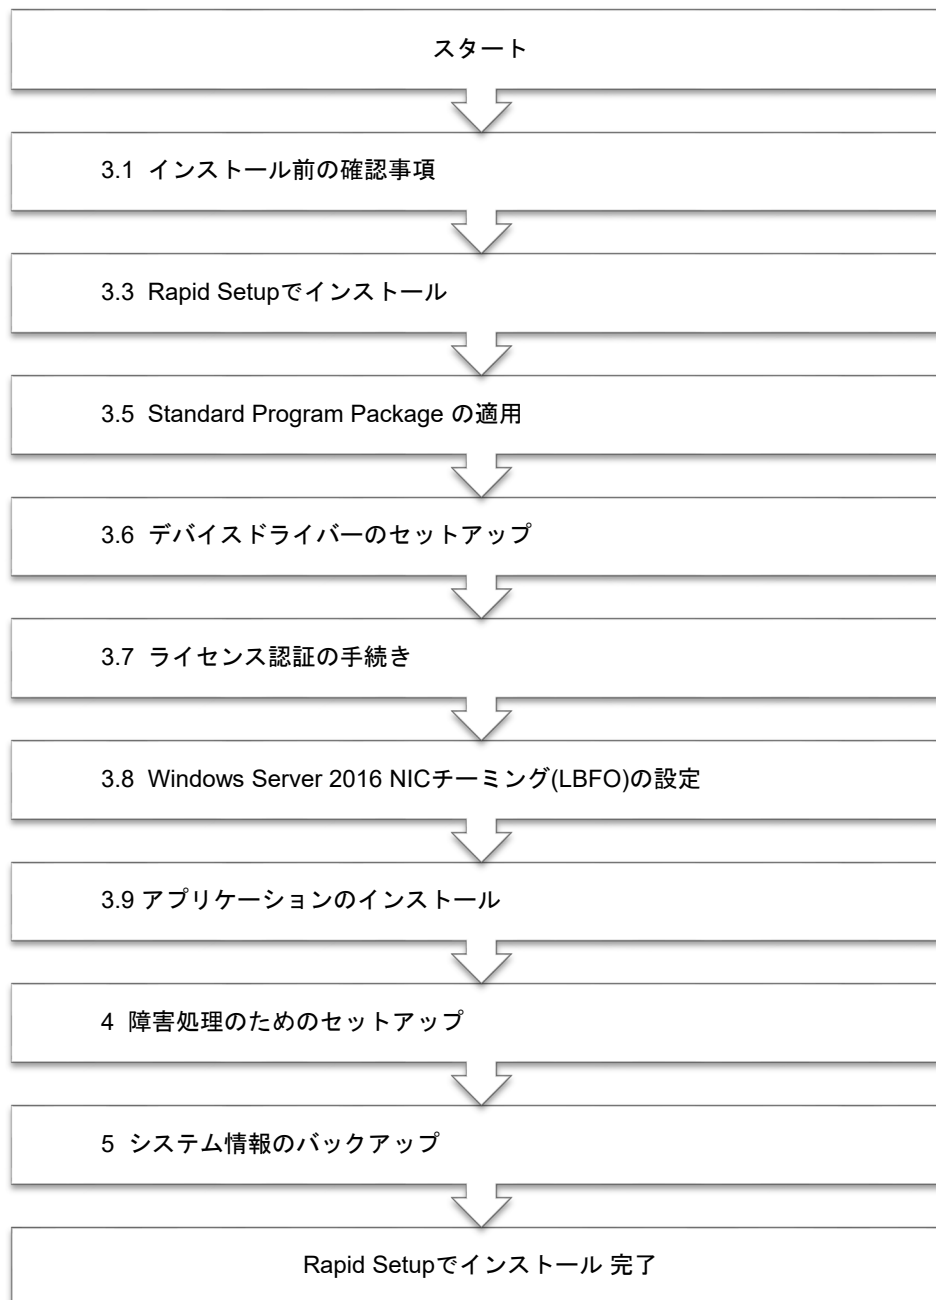 スタート
3.1 インストール前の確認事項
3.3 Rapid Setupでインストール
3.5 Standard Program Package の適用
3.6 デバイスドライバーのセットアップ
3.7 ライセンス認証の手続き
3.8 Windows Server 2016 NICチーミング(LBFO)の設定
3.9 アプリケーションのインストール
4 障害処理のためのセットアップ
5 システム情報のバックアップ
Rapid Setupでインストール 完了